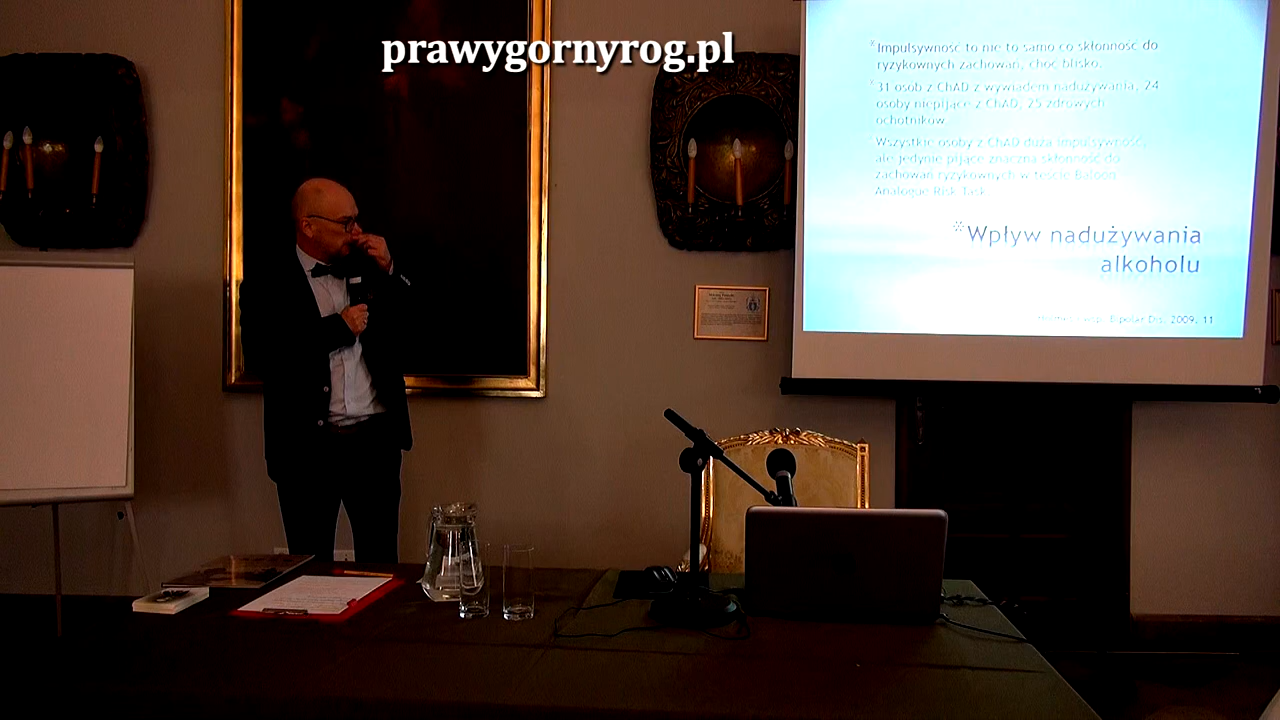 prawygornyrog.pl
*Impulsywność to nie to samo co skłonność do
ryzykownych zachowań, choć blisko.
*31 osób z ChAD z wywiadem nadużywania, 24
osoby niepijące z ChAD, 25 zdrowych
ochotników
*Wszystkie osoby z ChAD duża impulsywność,
ale jedynie pijące znaczna skłonność do
zachowań ryzykownych w teście Baloon
Analogue Risk Task
*Wpływ nadużywania
alkoholu
Bipolar Dis, 2009, 11